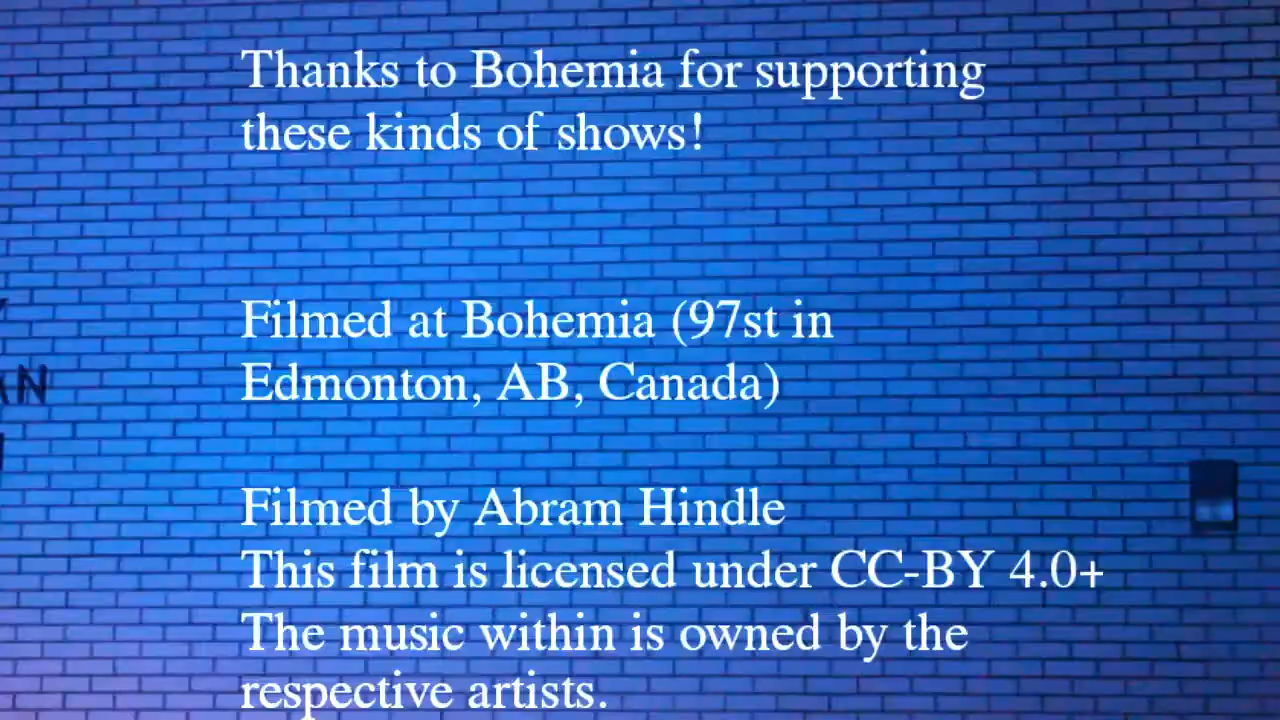 Thanks to Bohemia for supporting
these kinds of shows!
Filmed at Bohemia (97st in
Edmonton, AB, Canada)
Filmed by Abram Hindle
This film is licensed under CC-BY 4.0+
The music within is owned by the
respective artists.